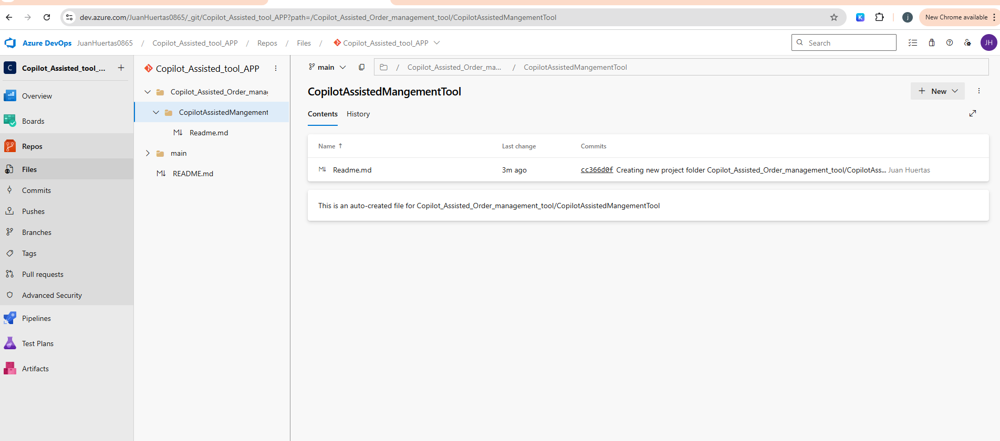 dev.azure.com/JuanHuertas0865/_git/Copilot_Assisted_tool_APP?path=/Copilot_Assisted_Order_management_tool/CopilotAssistedMangementTool
K
j
New Chrome available
Azure DevOps JuanHuertas0865 / Copilot_Assisted_tool_APP / Repos / Files / Copilot_Assisted_tool_APP
Search
JH
C Copilot_Assisted_tool_... +
Overview
Boards
Repos
Files
Commits
Pushes
Branches
Tags
Pull requests
Advanced Security
Pipelines
Test Plans
Artifacts
Copilot_Assisted_tool_APP
Copilot_Assisted_Order_manag
CopilotAssistedMangement
M↓ Readme.md
main
M↓ README.md
main / Copilot_Assisted_Order_ma... / CopilotAssistedMangementTool
CopilotAssistedMangementTool
+ New
Contents History
Name ↑ Last change Commits
M↓ Readme.md 3m ago cc366d0f Creating new project folder Copilot_Assisted_Order_management_tool/CopilotAss... Juan Huertas
This is an auto-created file for Copilot_Assisted_Order_management_tool/CopilotAssistedMangementTool